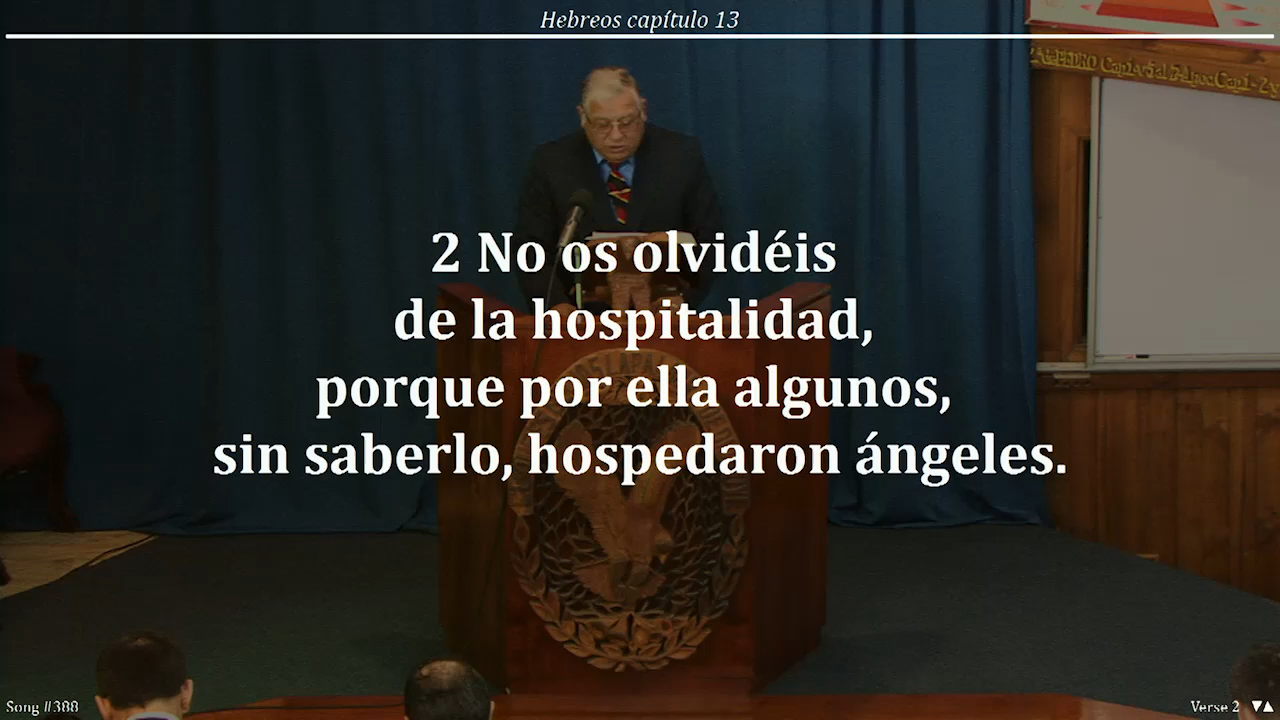 Hebreos capítulo 13
2 No os olvidéis
de la hospitalidad,
porque por ella algunos,
sin saberlo, hospedaron ángeles.
Song #388
Verse 2 ▼▲